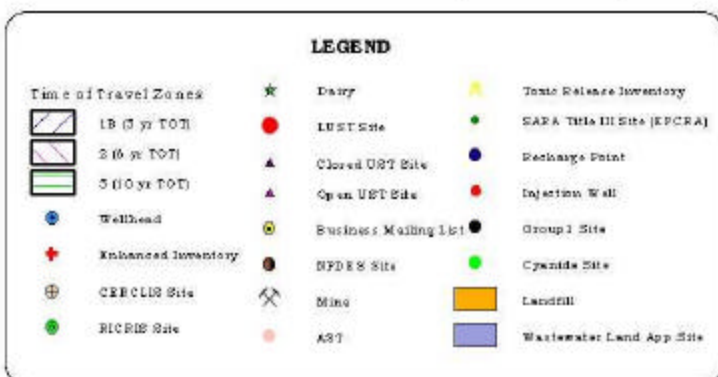 LEGEND
Time of Travel Zones
1B (3 yr TOT)
2 (6 yr TOT)
3 (10 yr TOT)
Wellhead
Enhanced Inventory
CERCLIS Site
RICRIS Site
Dairy
LUST Site
Closed UST Site
Open UST Site
Business Mailing List
NPDES Site
Mine
AST
Toxic Release Inventory
SARA Title III Site (EPCRA)
Recharge Point
Injection Well
Group1 Site
Cyanide Site
Landfill
Wastewater Land App Site